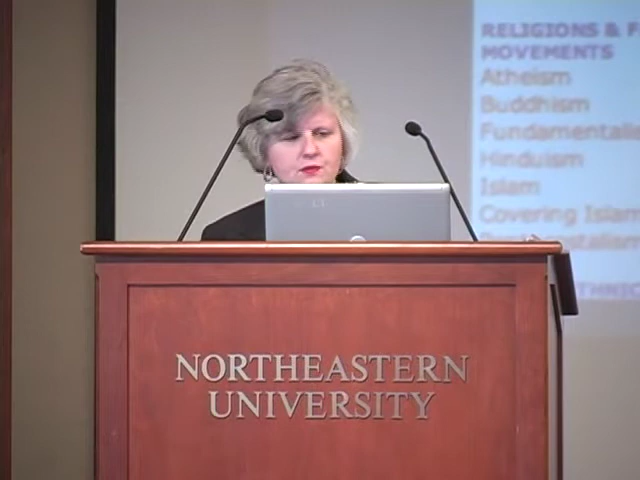 RELIGIONS &
MOVEMENTS
Atheism
Buddhism
Hinduism
Islam
Covering Islam
NORTHEASTERN
UNIVERSITY